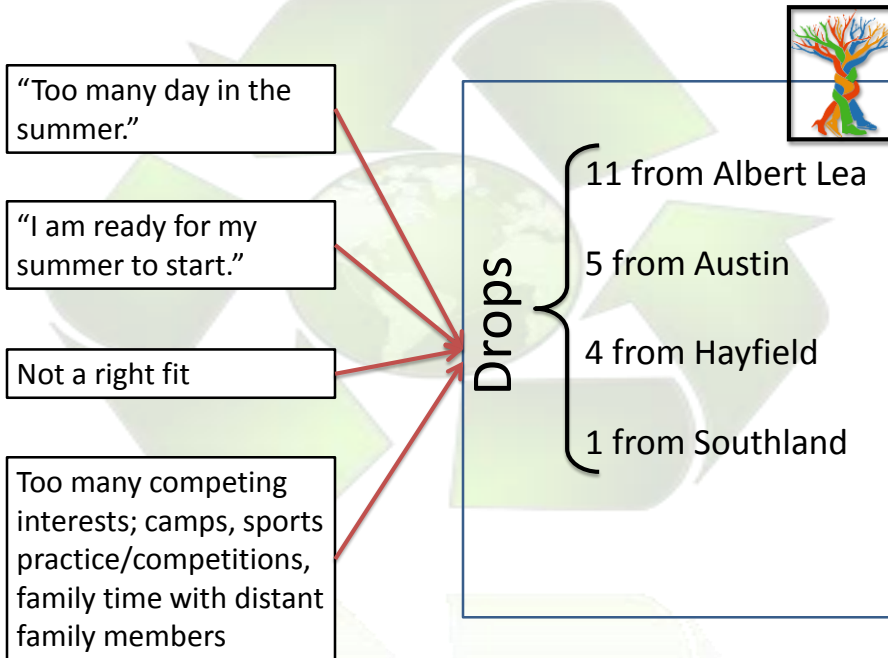 “Too many day in the
summer.”
“I am ready for my
summer to start.”
Not a right fit
Too many competing
interests; camps, sports
practice/competitions,
family time with distant
family members
Drops
11 from Albert Lea
5 from Austin
4 from Hayfield
1 from Southland